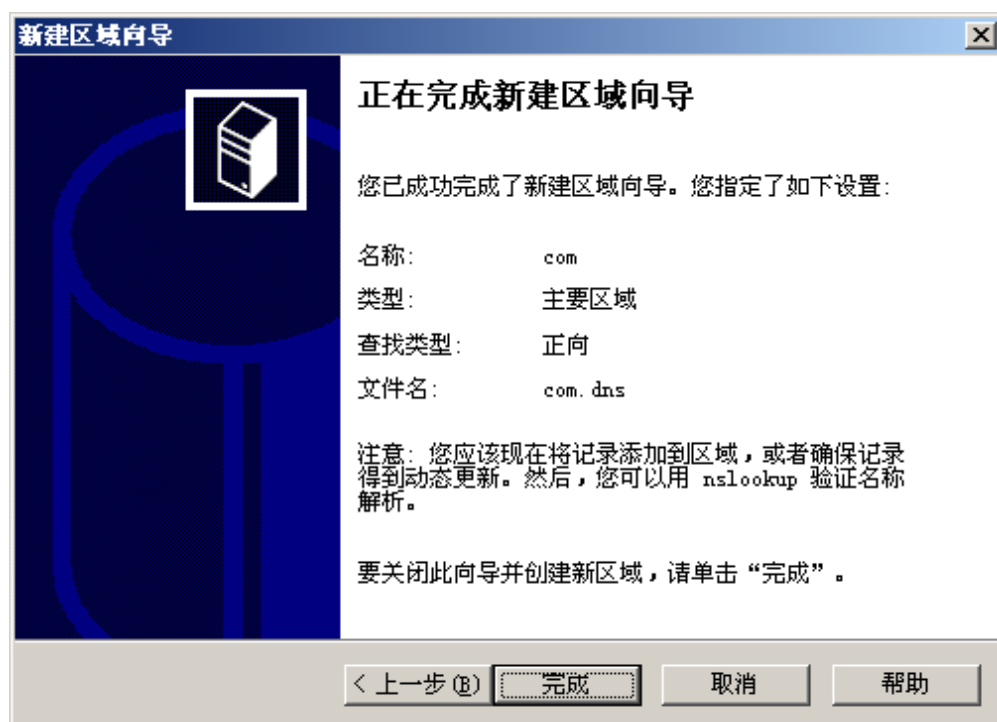 新建区域向导
正在完成新建区域向导
您已成功完成了新建区域向导。您指定了如下设置:
名称: com
类型: 主要区域
查找类型: 正向
文件名: com.dns
注意: 您应该现在将记录添加到区域，或者确保记录
得到动态更新。然后，您可以用 nslookup 验证名称
解析。
要关闭此向导并创建新区域，请单击“完成”。
< 上一步(B) 完成 取消 帮助